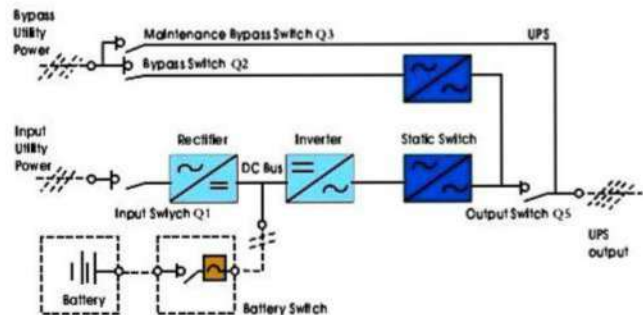 Bypass
Utility
Power
Maintenance Bypass Switch Q3
UPS
Bypass Switch Q2
Input
Utility
Power
Rectifier
DC Bus
Inverter
Static Switch
Input Swlych Q1
Output Switch Q5
UPS
output
Battery
Battery Switch